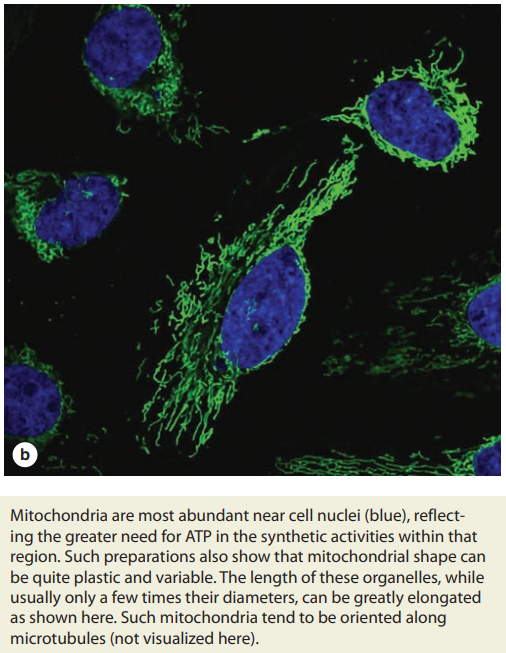 b
Mitochondria are most abundant near cell nuclei (blue), reflect-
ing the greater need for ATP in the synthetic activities within that
region. Such preparations also show that mitochondrial shape can
be quite plastic and variable. The length of these organelles, while
usually only a few times their diameters, can be greatly elongated
as shown here. Such mitochondria tend to be oriented along
microtubules (not visualized here).